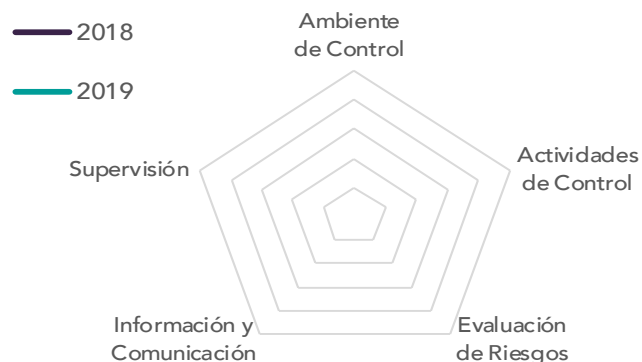 2018
2019
Ambiente
de Control
Actividades
de Control
Supervisión
Información y
Comunicación
Evaluación
de Riesgos